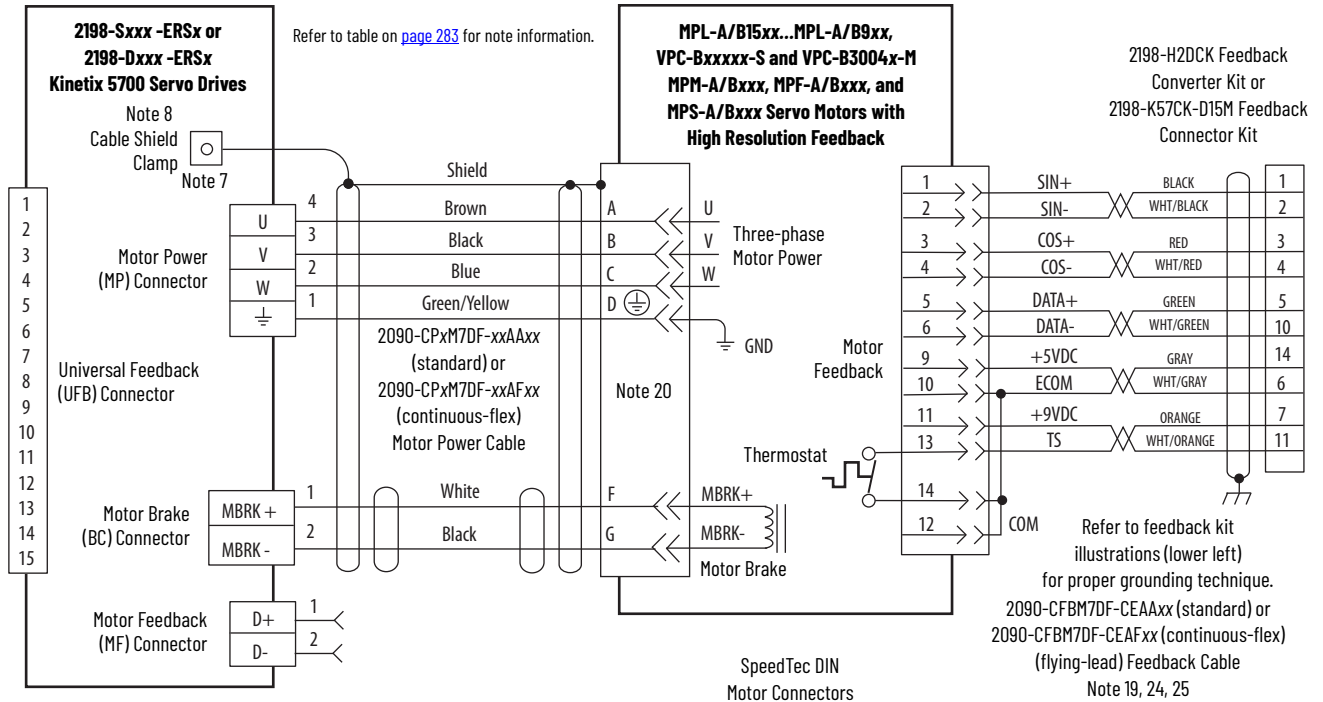 2198-Sxxx -ERSx or
2198-Dxxx -ERSx
Kinetix 5700 Servo Drives
Refer to table on page 283 for note information.
MPL-A/B15xx...MPL-A/B9xx,
VPC-Bxxxxx-S and VPC-B3004x-M
MPM-A/Bxxx, MPF-A/Bxxx, and
MPS-A/Bxxx Servo Motors with
High Resolution Feedback
2198-H2DCK Feedback
Converter Kit or
2198-K57CK-D15M Feedback
Connector Kit
Note 8
Cable Shield
Clamp
Note 7
1
2
3
4
5
6
7
8
9
10
11
12
13
14
15
Universal Feedback
(UFB) Connector
Motor Power
(MP) Connector
U
V
W
4
3
2
1
Shield
Brown
Black
Blue
Green/Yellow
A
B
C
D
U
V
W
Three-phase
Motor Power
GND
2090-CPxM7DF-xxAAxx
(standard) or
2090-CPxM7DF-xxAFxx
(continuous-flex)
Motor Power Cable
Note 20
Motor Brake
(BC) Connector
MBRK +
MBRK -
1
2
White
Black
F
G
MBRK+
MBRK-
Motor Brake
Motor Feedback
(MF) Connector
D+
D-
1
2
Motor
Feedback
Thermostat
1 SIN+ BLACK 1
2 SIN- WHT/BLACK 2
3 COS+ RED 3
4 COS- WHT/RED 4
5 DATA+ GREEN 5
6 DATA- WHT/GREEN 10
9 +5VDC GRAY 14
10 ECOM WHT/GRAY 6
11 +9VDC ORANGE 7
13 TS WHT/ORANGE 11
14
12
COM
Refer to feedback kit
illustrations (lower left)
for proper grounding technique.
2090-CFBM7DF-CEAAxx (standard) or
2090-CFBM7DF-CEAFxx (continuous-flex)
(flying-lead) Feedback Cable
Note 19, 24, 25
SpeedTec DIN
Motor Connectors